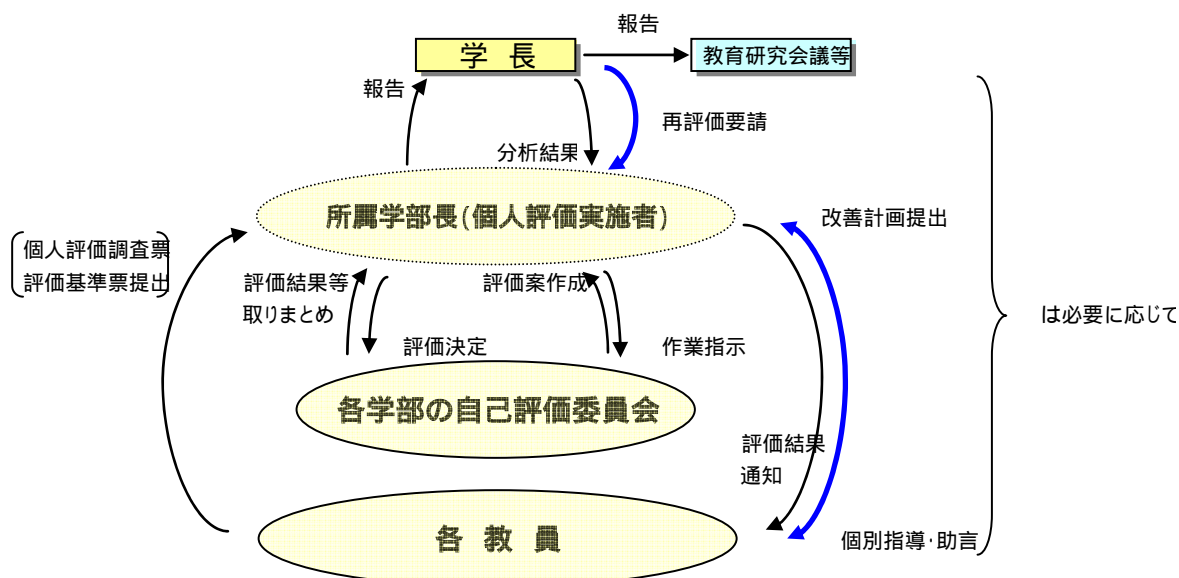 報告
学 長
教育研究会議等
報告
再評価要請
分析結果
所属学部長(個人評価実施者)
改善計画提出
個人評価調査票
評価基準票提出
評価結果等
取りまとめ
評価案作成
は必要に応じて
評価決定
作業指示
各学部の自己評価委員会
評価結果
通知
各 教 員
個別指導・助言